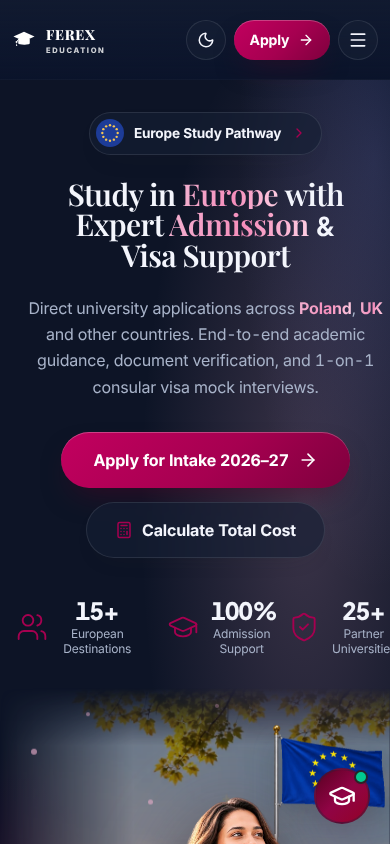 FEREX
EDUCATION
Apply
Europe Study Pathway
Study in Europe with
Expert Admission &
Visa Support
Direct university applications across Poland, UK
and other countries. End-to-end academic
guidance, document verification, and 1-on-1
consular visa mock interviews.
Apply for Intake 2026–27
Calculate Total Cost
15+
European
Destinations
100%
Admission
Support
25+
Partner
Universitie